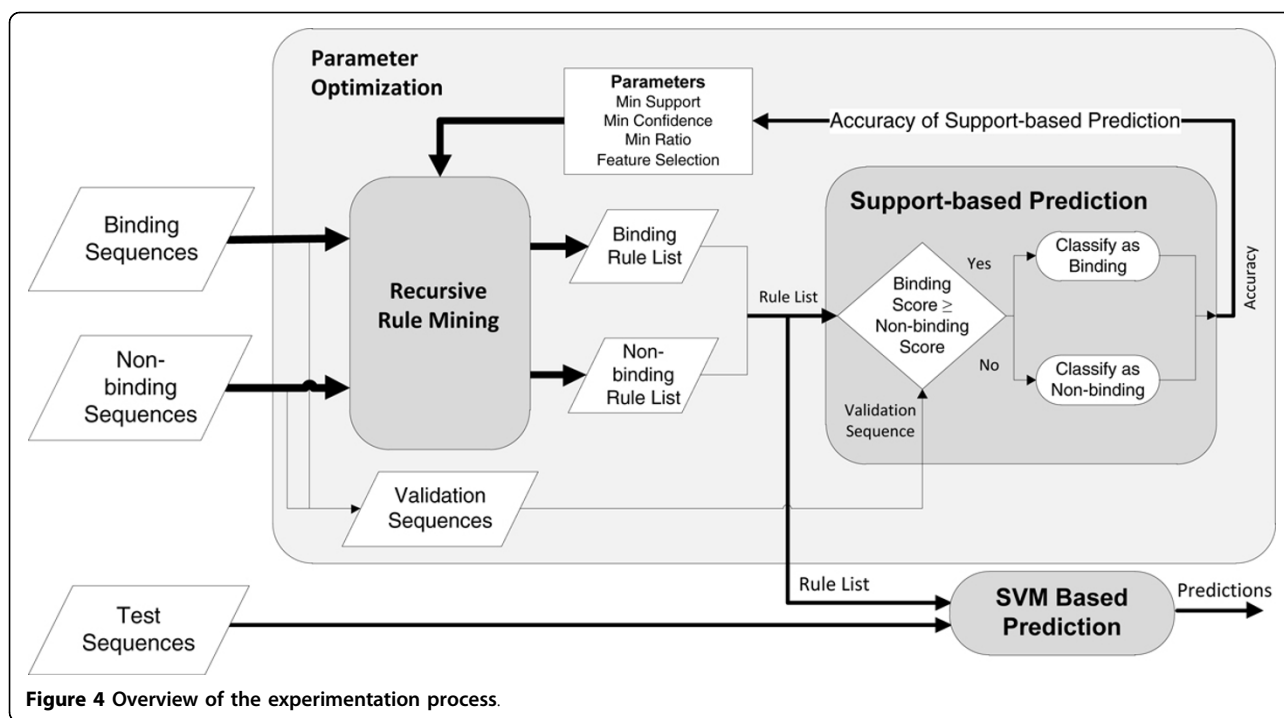 Parameter
Optimization
Parameters
Min Support
Min Confidence
Min Ratio
Feature Selection
Accuracy of Support-based Prediction
Binding
Sequences
Non-
binding
Sequences
Recursive
Rule Mining
Binding
Rule List
Non-
binding
Rule List
Rule List
Support-based Prediction
Binding
Score ≥
Non-binding
Score
Yes
No
Classify as
Binding
Classify as
Non-binding
Accuracy
Validation
Sequence
Validation
Sequences
Test
Sequences
Rule List
SVM Based
Prediction
Predictions
Figure 4 Overview of the experimentation process.